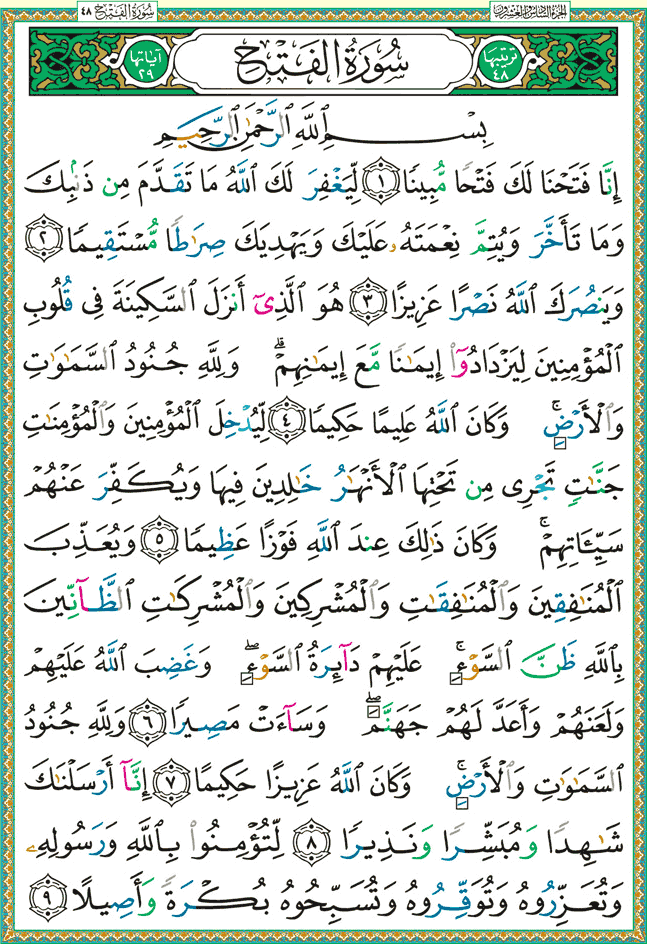 الجزء السادس والعشرون
سُورَةُ الفَتْح ٤٨
ترتيبها ٤٨
سُورَةُ الفَتْحِ
آياتها ٢٩
بِسْمِ ٱللَّهِ ٱلرَّحْمَٰنِ ٱلرَّحِيمِ
إِنَّا فَتَحْنَا لَكَ فَتْحًا مُّبِينًا ١ لِّيَغْفِرَ لَكَ ٱللَّهُ مَا تَقَدَّمَ مِن ذَنۢبِكَ
وَمَا تَأَخَّرَ وَيُتِمَّ نِعْمَتَهُۥ عَلَيْكَ وَيَهْدِيَكَ صِرَٰطًا مُّسْتَقِيمًا ٢
وَيَنصُرَكَ ٱللَّهُ نَصْرًا عَزِيزًا ٣ هُوَ ٱلَّذِىٓ أَنزَلَ ٱلسَّكِينَةَ فِى قُلُوبِ
ٱلْمُؤْمِنِينَ لِيَزْدَادُوٓا۟ إِيمَٰنًا مَّعَ إِيمَٰنِهِمْ ۗ وَلِلَّهِ جُنُودُ ٱلسَّمَٰوَٰتِ
وَٱلْأَرْضِ ۚ وَكَانَ ٱللَّهُ عَلِيمًا حَكِيمًا ٤ لِّيُدْخِلَ ٱلْمُؤْمِنِينَ وَٱلْمُؤْمِنَٰتِ
جَنَّٰتٍ تَجْرِى مِن تَحْتِهَا ٱلْأَنْهَٰرُ خَٰلِدِينَ فِيهَا وَيُكَفِّرَ عَنْهُمْ
سَيِّـَٔاتِهِمْ ۚ وَكَانَ ذَٰلِكَ عِندَ ٱللَّهِ فَوْزًا عَظِيمًا ٥ وَيُعَذِّبَ
ٱلْمُنَٰفِقِينَ وَٱلْمُنَٰفِقَٰتِ وَٱلْمُشْرِكِينَ وَٱلْمُشْرِكَٰتِ ٱلظَّآنِّينَ
بِٱللَّهِ ظَنَّ ٱلسَّوْءِ ۚ عَلَيْهِمْ دَآئِرَةُ ٱلسَّوْءِ ۖ وَغَضِبَ ٱللَّهُ عَلَيْهِمْ
وَلَعَنَهُمْ وَأَعَدَّ لَهُمْ جَهَنَّمَ ۖ وَسَآءَتْ مَصِيرًا ٦ وَلِلَّهِ جُنُودُ
ٱلسَّمَٰوَٰتِ وَٱلْأَرْضِ ۚ وَكَانَ ٱللَّهُ عَزِيزًا حَكِيمًا ٧ إِنَّآ أَرْسَلْنَٰكَ
شَٰهِدًا وَمُبَشِّرًا وَنَذِيرًا ٨ لِّتُؤْمِنُوا۟ بِٱللَّهِ وَرَسُولِهِۦ
وَتُعَزِّرُوهُ وَتُوَقِّرُوهُ وَتُسَبِّحُوهُ بُكْرَةً وَأَصِيلًا ٩